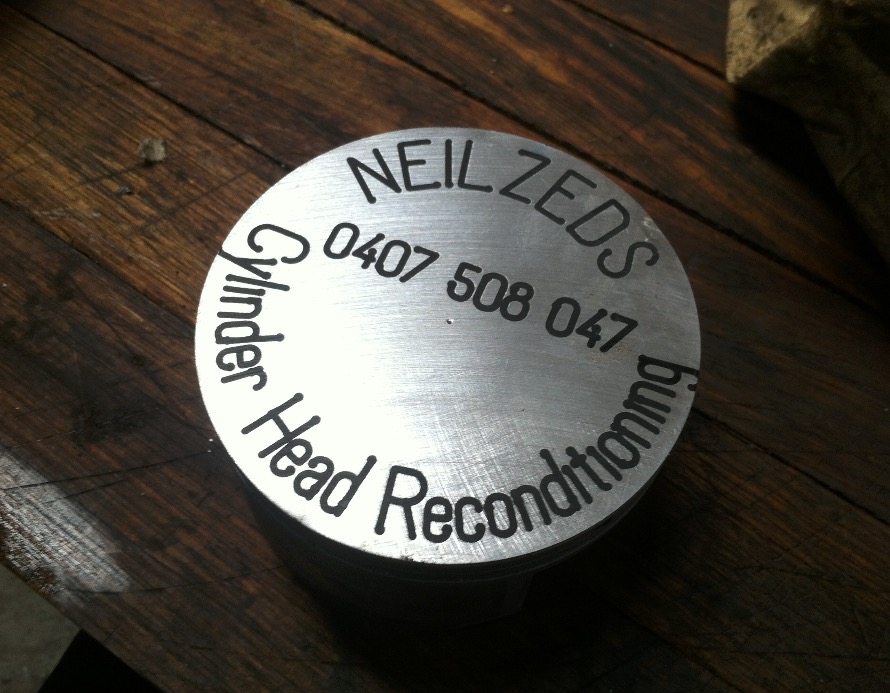 NEIL ZEDS
0407 508 047
Cylinder Head Reconditioning